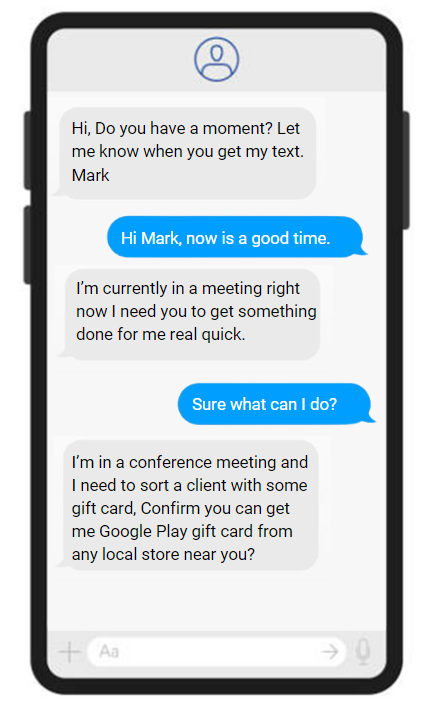 Hi, Do you have a moment? Let
me know when you get my text.
Mark
Hi Mark, now is a good time.
I’m currently in a meeting right
now I need you to get something
done for me real quick.
Sure what can I do?
I’m in a conference meeting and
I need to sort a client with some
gift card, Confirm you can get
me Google Play gift card from
any local store near you?
Aa